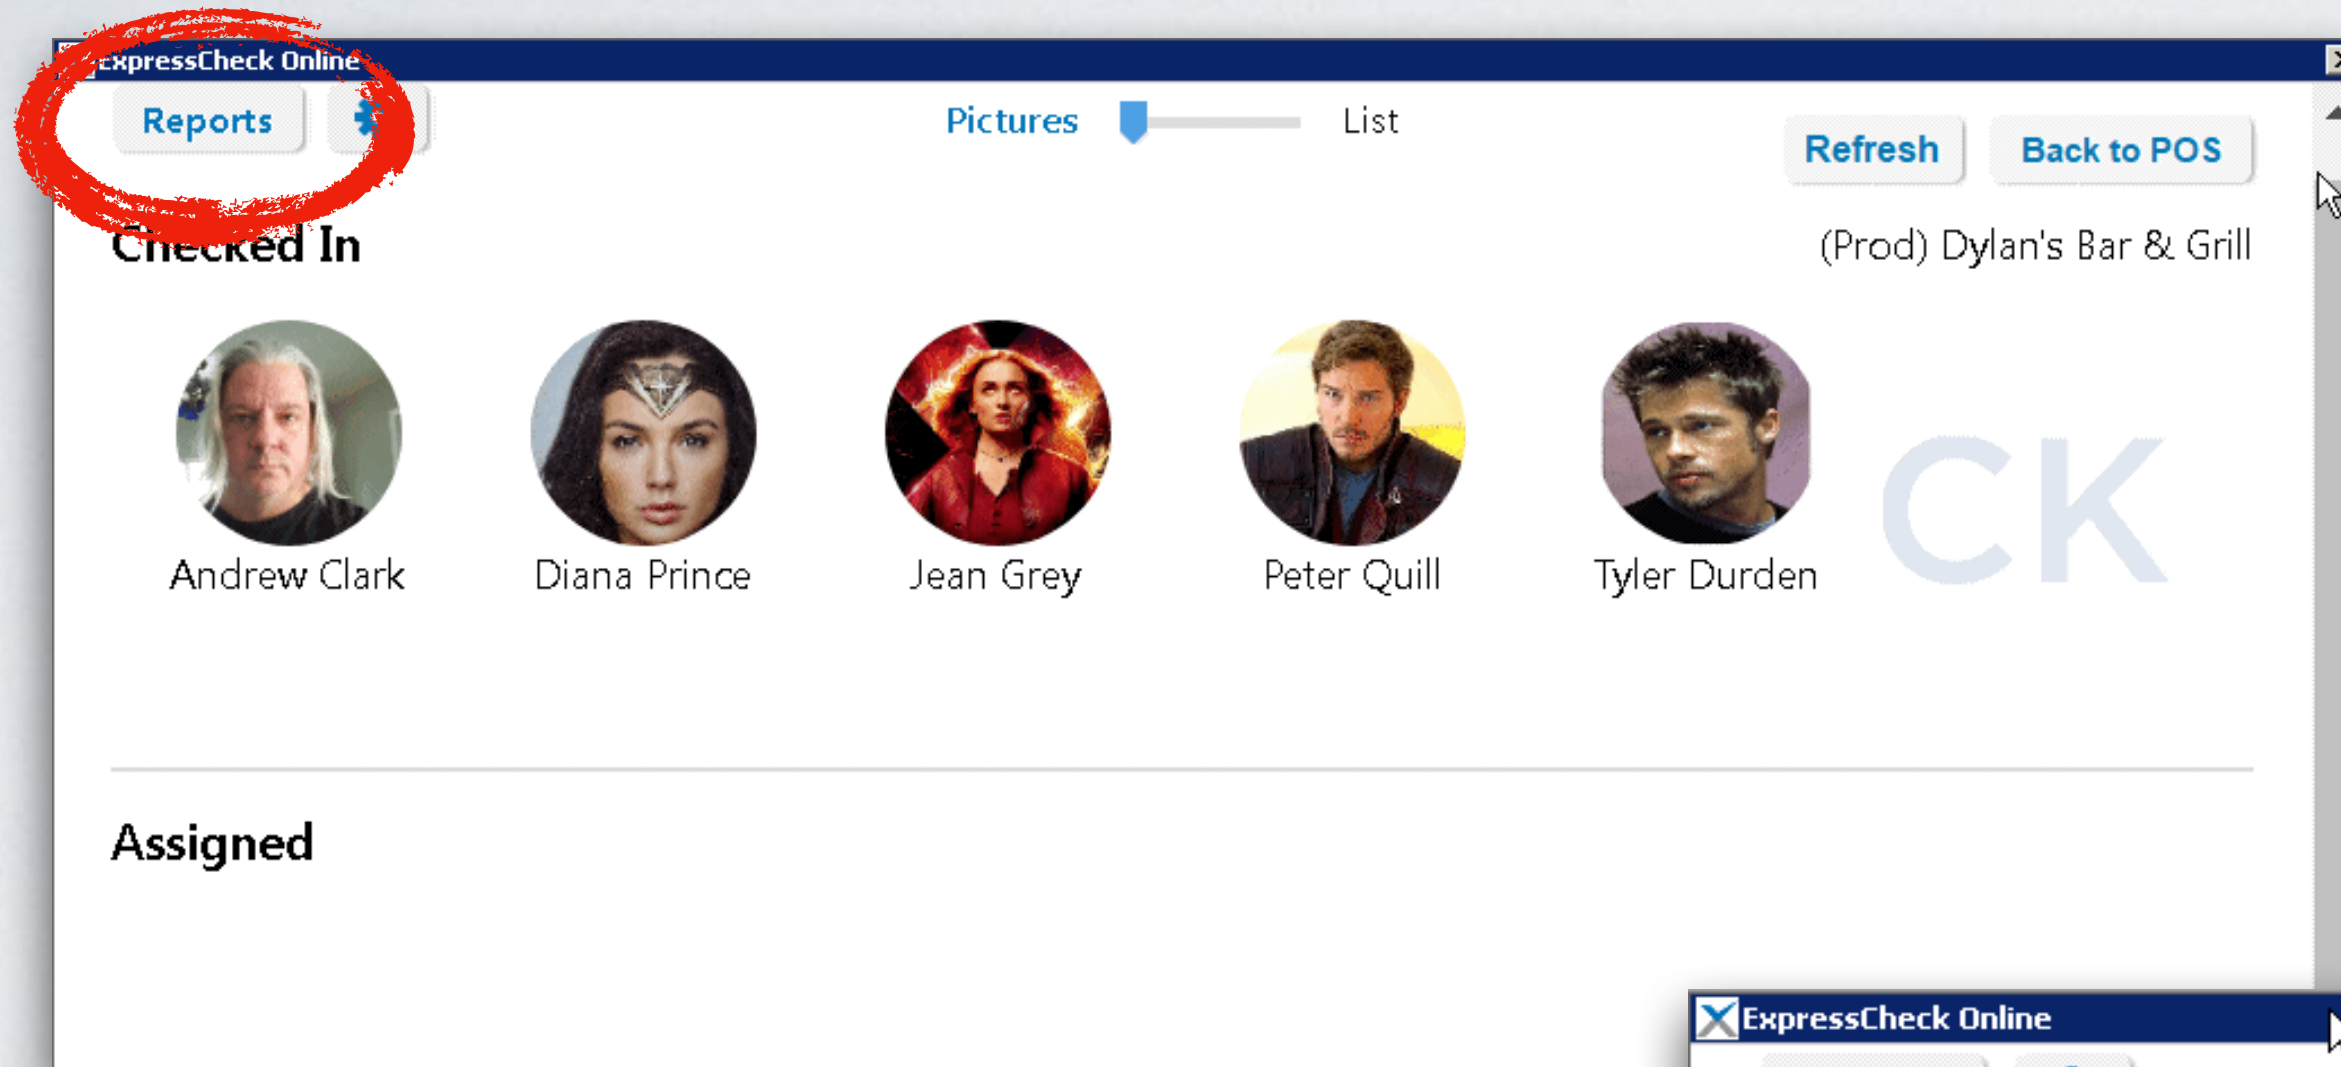 ExpressCheck Online
Reports * Pictures List Refresh Back to POS
Checked In (Prod) Dylan's Bar & Grill
Andrew Clark Diana Prince Jean Grey Peter Quill Tyler Durden CK
Assigned
ExpressCheck Online